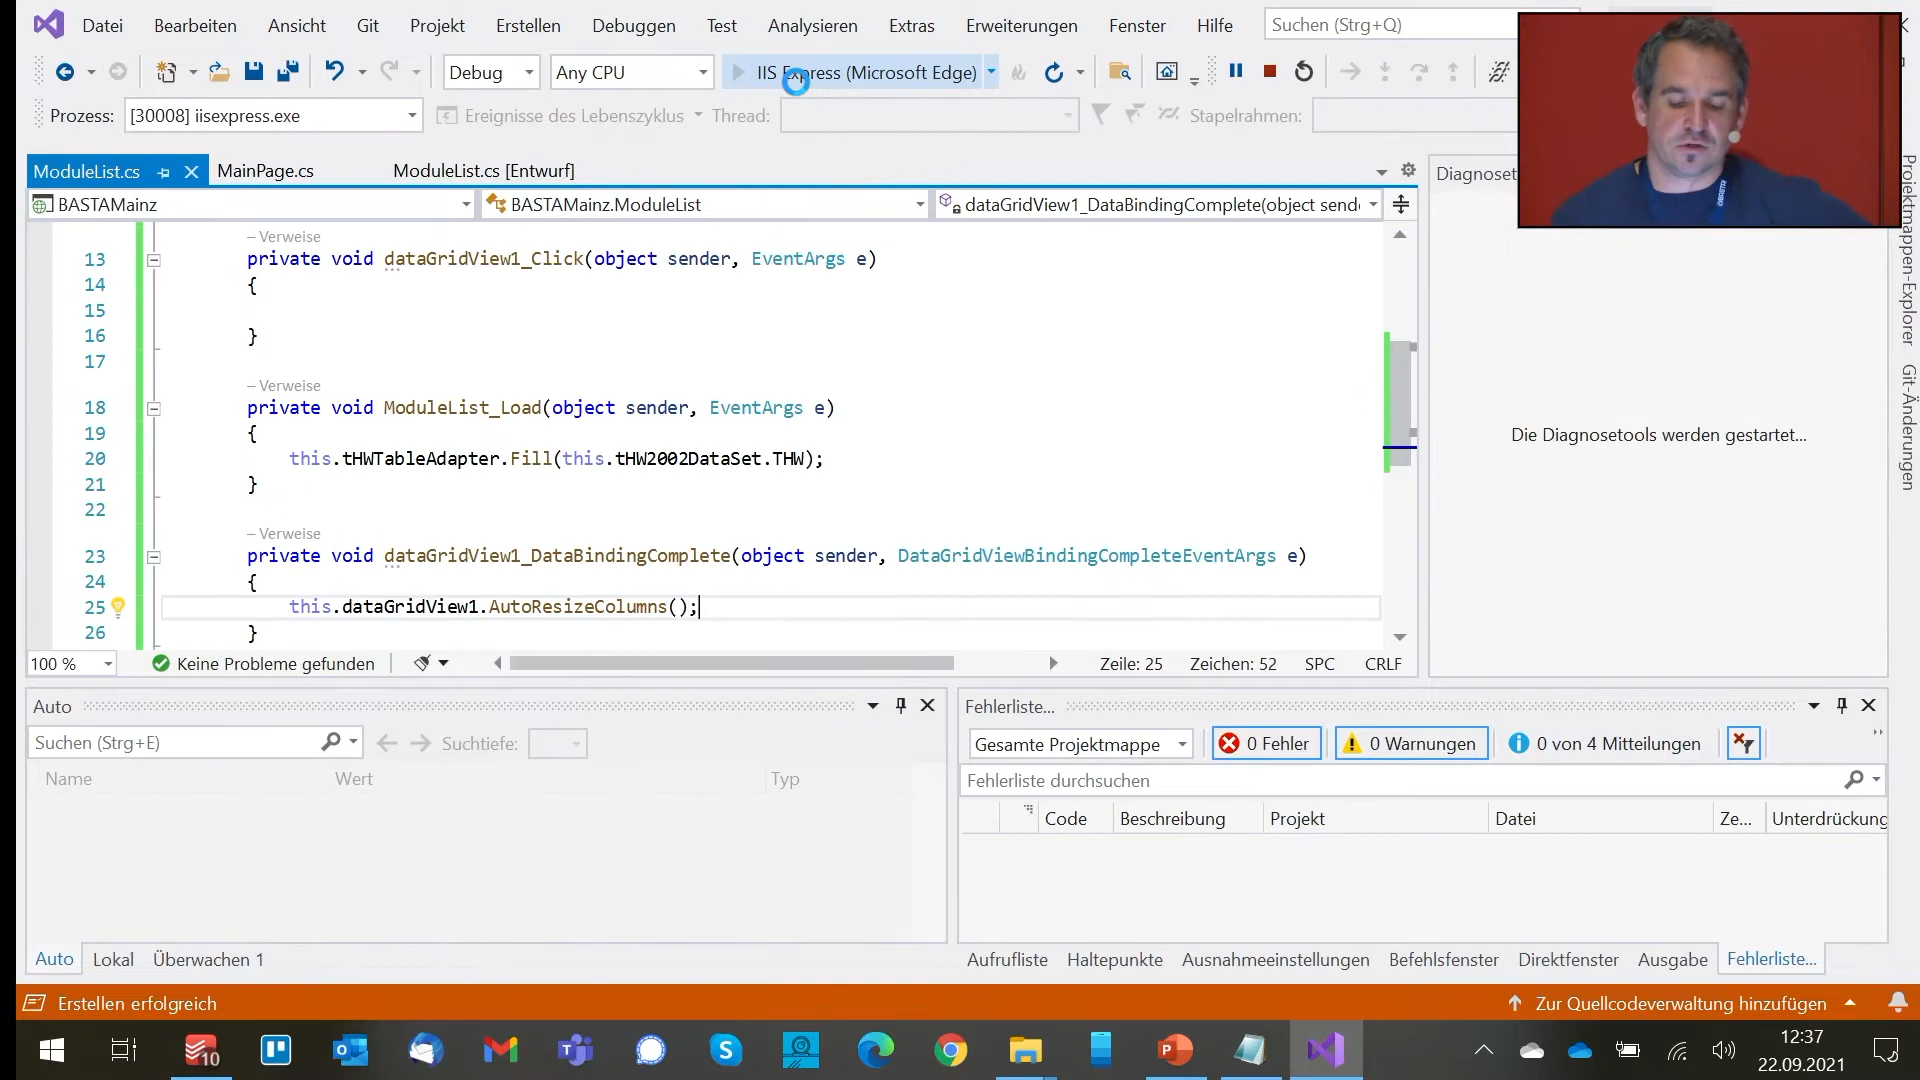 Datei Bearbeiten Ansicht Git Projekt Erstellen Debuggen Test Analysieren Extras Erweiterungen Fenster Hilfe Suchen (Strg+Q)
Debug Any CPU IIS Express (Microsoft Edge)
Prozess: [30008] iisexpress.exe Ereignisse des Lebenszyklus Thread: Stapelrahmen:
ModuleList.cs MainPage.cs ModuleList.cs [Entwurf]
BASTAMainz BASTAMainz.ModuleList dataGridView1_DataBindingComplete(object sende
– Verweise
13 private void dataGridView1_Click(object sender, EventArgs e)
14 {
15
16 }
17
– Verweise
18 private void ModuleList_Load(object sender, EventArgs e)
19 {
20 this.tHWTableAdapter.Fill(this.tHW2002DataSet.THW);
21 }
22
– Verweise
23 private void dataGridView1_DataBindingComplete(object sender, DataGridViewBindingCompleteEventArgs e)
24 {
25 this.dataGridView1.AutoResizeColumns();
26 }
100 % Keine Probleme gefunden Zeile: 25 Zeichen: 52 SPC CRLF
Diagnoset
Die Diagnosetools werden gestartet...
Projektmappen-Explorer
Git-Änderungen
Auto
Suchen (Strg+E) Suchtiefe:
Name Wert Typ
Auto Lokal Überwachen 1
Fehlerliste...
Gesamte Projektmappe 0 Fehler 0 Warnungen 0 von 4 Mitteilungen
Fehlerliste durchsuchen
Code Beschreibung Projekt Datei Ze... Unterdrückung
Aufrufliste Haltepunkte Ausnahmeeinstellungen Befehlsfenster Direktfenster Ausgabe Fehlerliste...
Erstellen erfolgreich Zur Quellcodeverwaltung hinzufügen
10
12:37
22.09.2021